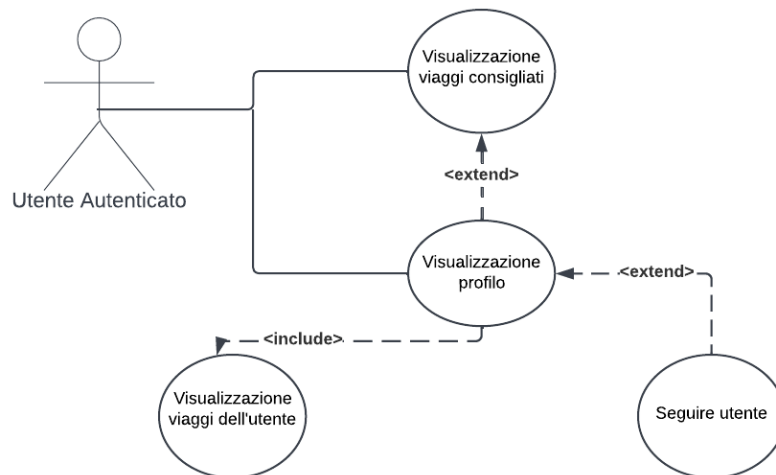 Visualizzazione
viaggi consigliati
<extend>
Utente Autenticato
Visualizzazione
profilo
<extend>
<include>
Visualizzazione
viaggi dell'utente
Seguire utente